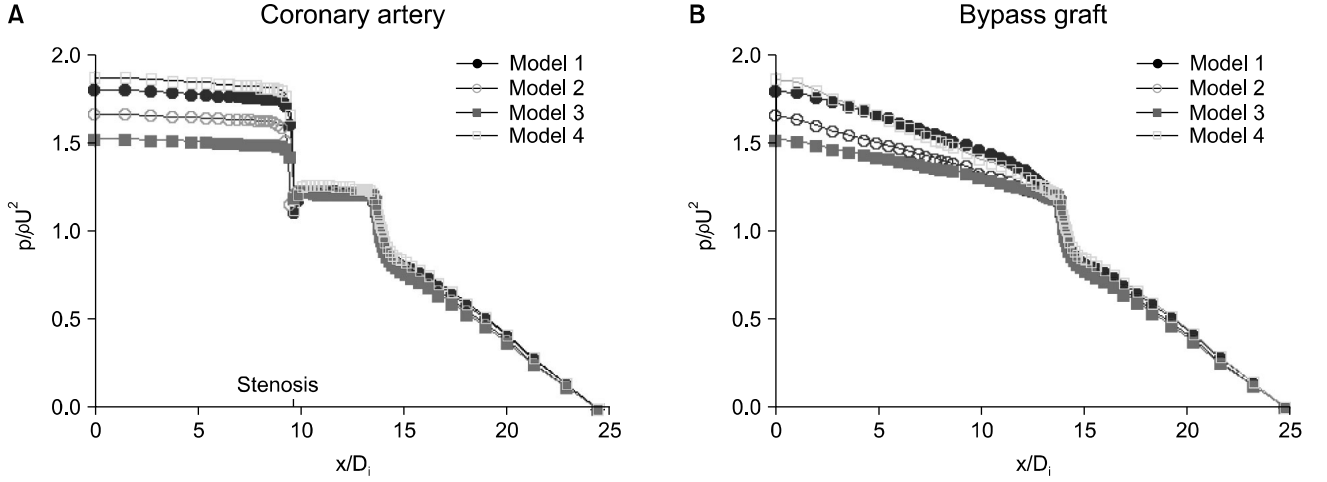 A
Coronary artery
2.0
1.5
1.0
0.5
0.0
p/ρU²
Model 1
Model 2
Model 3
Model 4
Stenosis
0
5
10
15
20
25
x/Dᵢ
B
Bypass graft
2.0
1.5
1.0
0.5
0.0
p/ρU²
Model 1
Model 2
Model 3
Model 4
0
5
10
15
20
25
x/Dᵢ